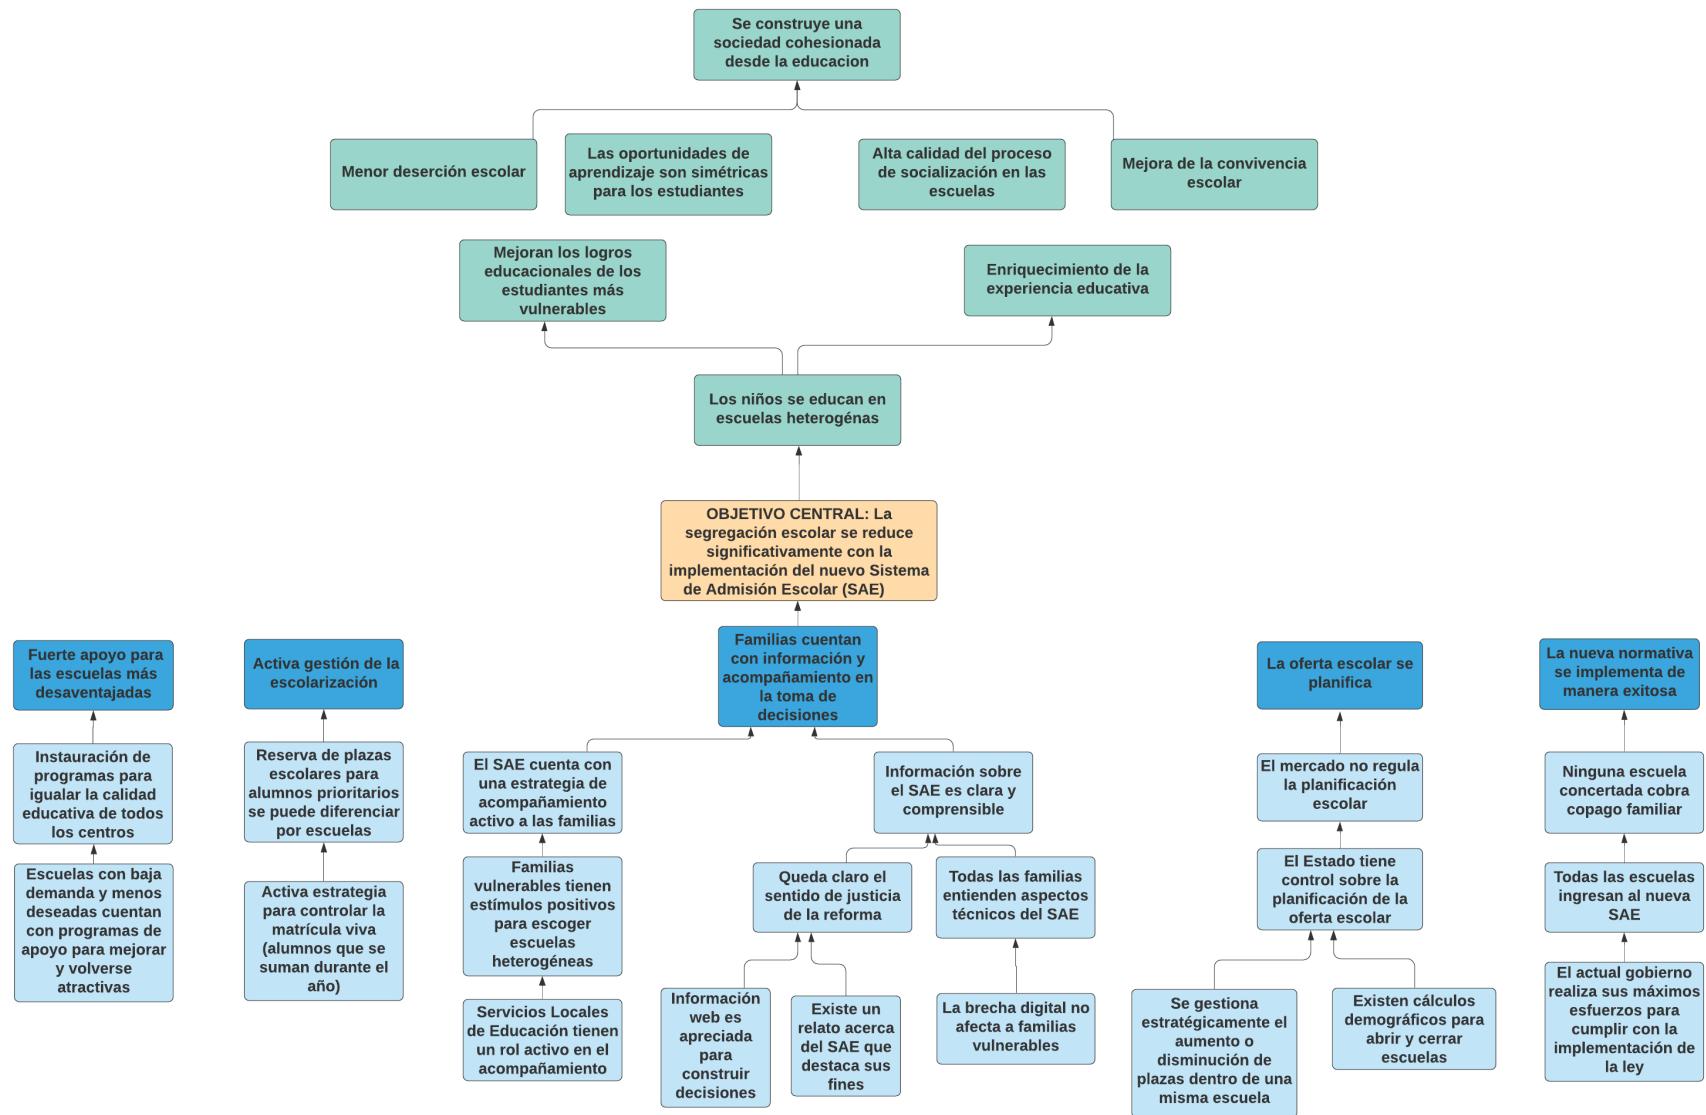 Se construye una
sociedad cohesionada
desde la educacion
Menor deserción escolar
Las oportunidades de
aprendizaje son simétricas
para los estudiantes
Alta calidad del proceso
de socialización en las
escuelas
Mejora de la convivencia
escolar
Mejoran los logros
educacionales de los
estudiantes más
vulnerables
Enriquecimiento de la
experiencia educativa
Los niños se educan en
escuelas heterogénas
OBJETIVO CENTRAL: La
segregación escolar se reduce
significativamente con la
implementación del nuevo Sistema
de Admisión Escolar (SAE)
Fuerte apoyo para
las escuelas más
desaventajadas
Activa gestión de la
escolarización
Familias cuentan
con información y
acompañamiento en
la toma de
decisiones
La oferta escolar se
planifica
La nueva normativa
se implementa de
manera exitosa
Instauración de
programas para
igualar la calidad
educativa de todos
los centros
Reserva de plazas
escolares para
alumnos prioritarios
se puede diferenciar
por escuelas
El SAE cuenta con
una estrategia de
acompañamiento
activo a las familias
Información sobre
el SAE es clara y
comprensible
El mercado no regula
la planificación
escolar
Ninguna escuela
concertada cobra
copago familiar
Escuelas con baja
demanda y menos
deseadas cuentan
con programas de
apoyo para mejorar
y volverse
atractivas
Activa estrategia
para controlar la
matrícula viva
(alumnos que se
suman durante el
año)
Familias
vulnerables tienen
estímulos positivos
para escoger
escuelas
heterogéneas
Queda claro el
sentido de justicia
de la reforma
Todas las familias
entienden aspectos
técnicos del SAE
El Estado tiene
control sobre la
planificación de la
oferta escolar
Todas las escuelas
ingresan al nuevo
SAE
Servicios Locales
de Educación tienen
un rol activo en el
acompañamiento
Información
web es
apreciada
para
construir
decisiones
Existe un
relato acerca
del SAE que
destaca sus
fines
La brecha digital no
afecta a familias
vulnerables
Se gestiona
estratégicamente el
aumento o
disminución de
plazas dentro de una
misma escuela
Existen cálculos
demográficos para
abrir y cerrar
escuelas
El actual gobierno
realiza sus máximos
esfuerzos para
cumplir con la
implementación de
la ley